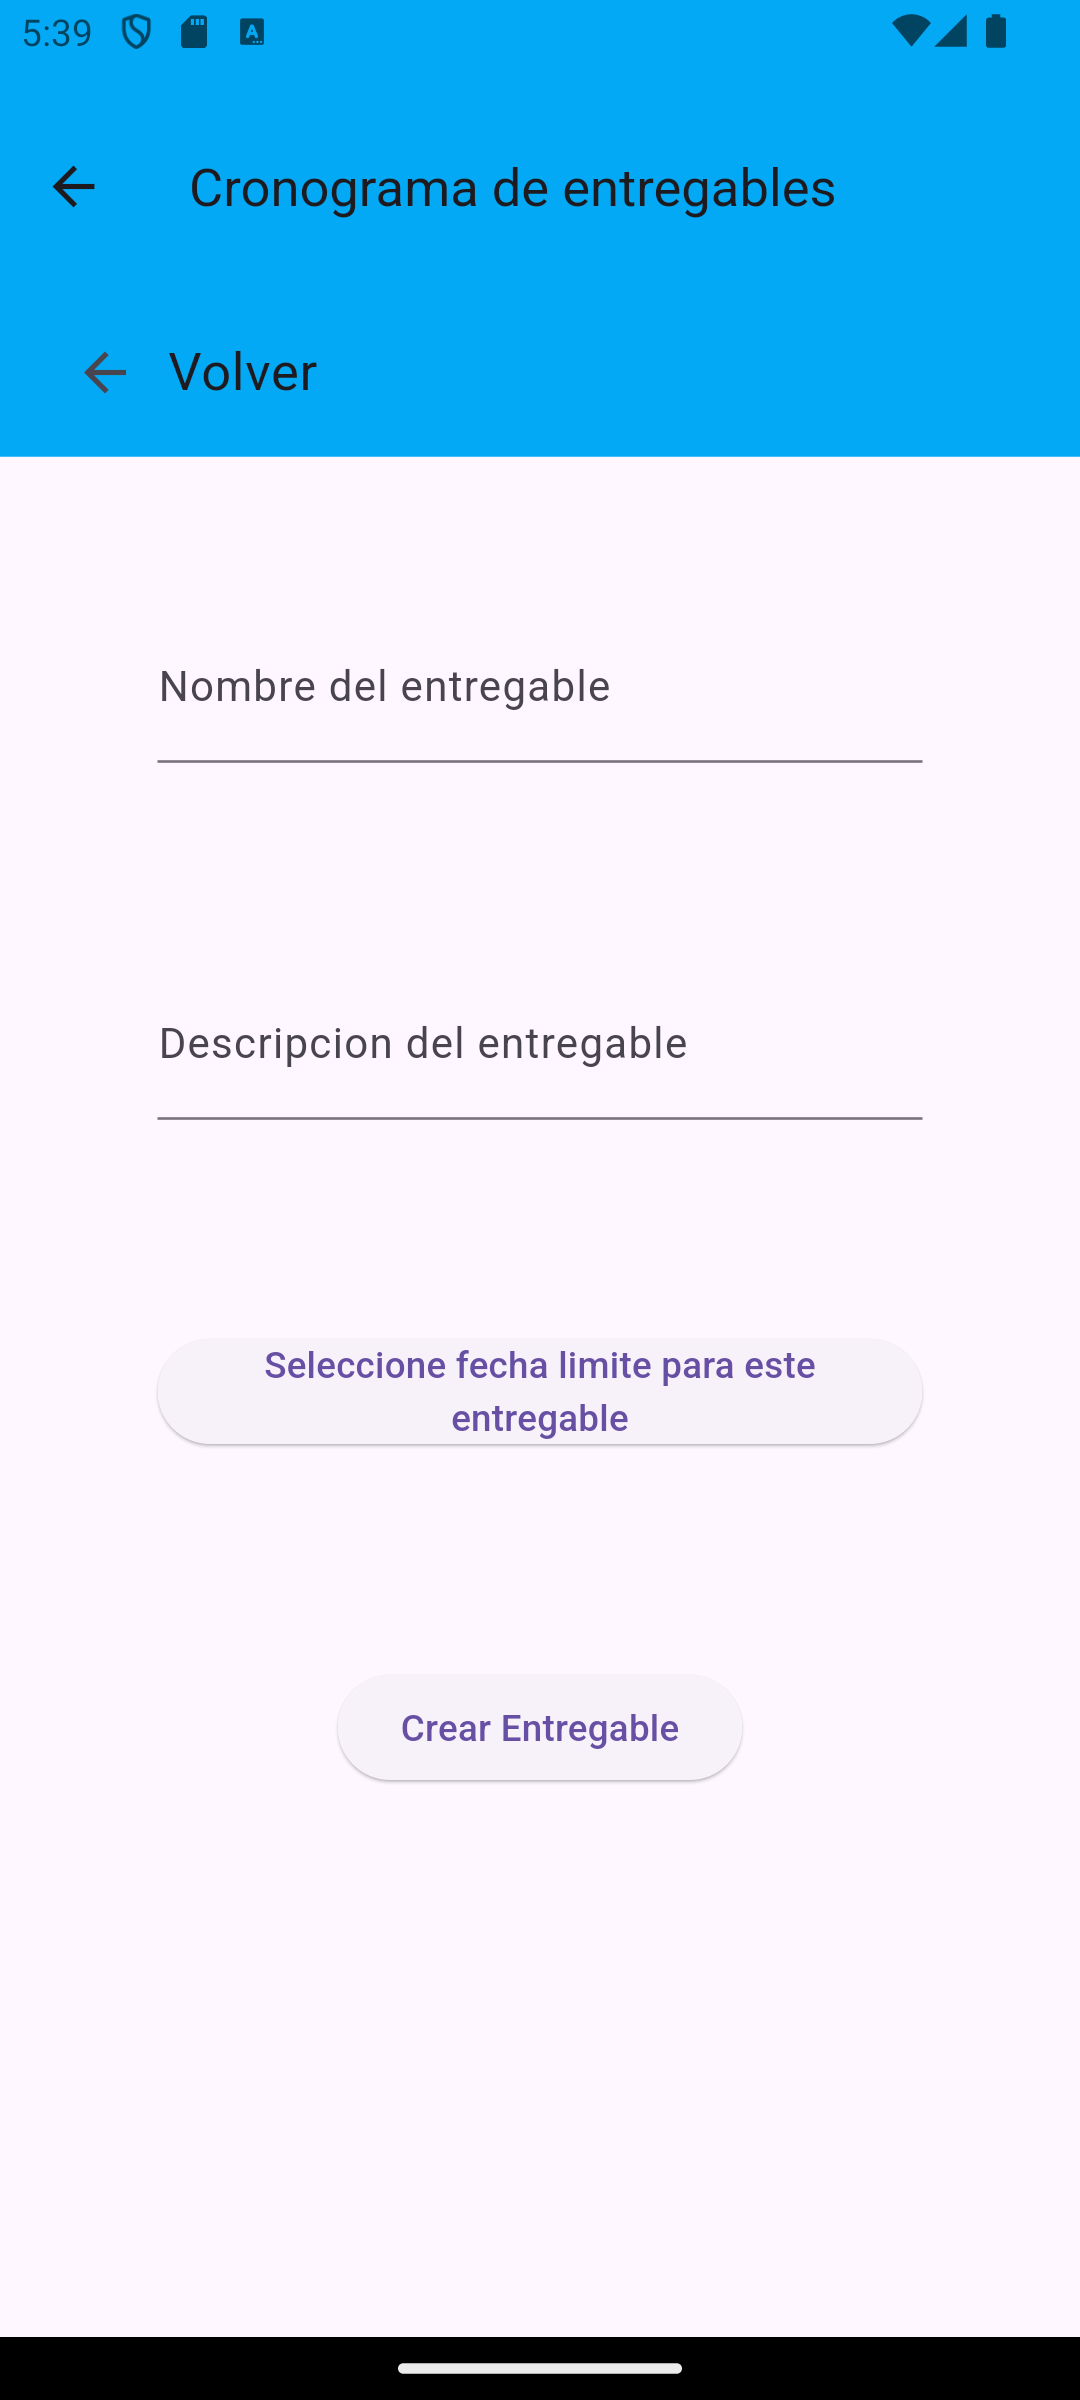 5:39
Cronograma de entregables
Volver
Nombre del entregable
Descripcion del entregable
Seleccione fecha limite para este
entregable
Crear Entregable